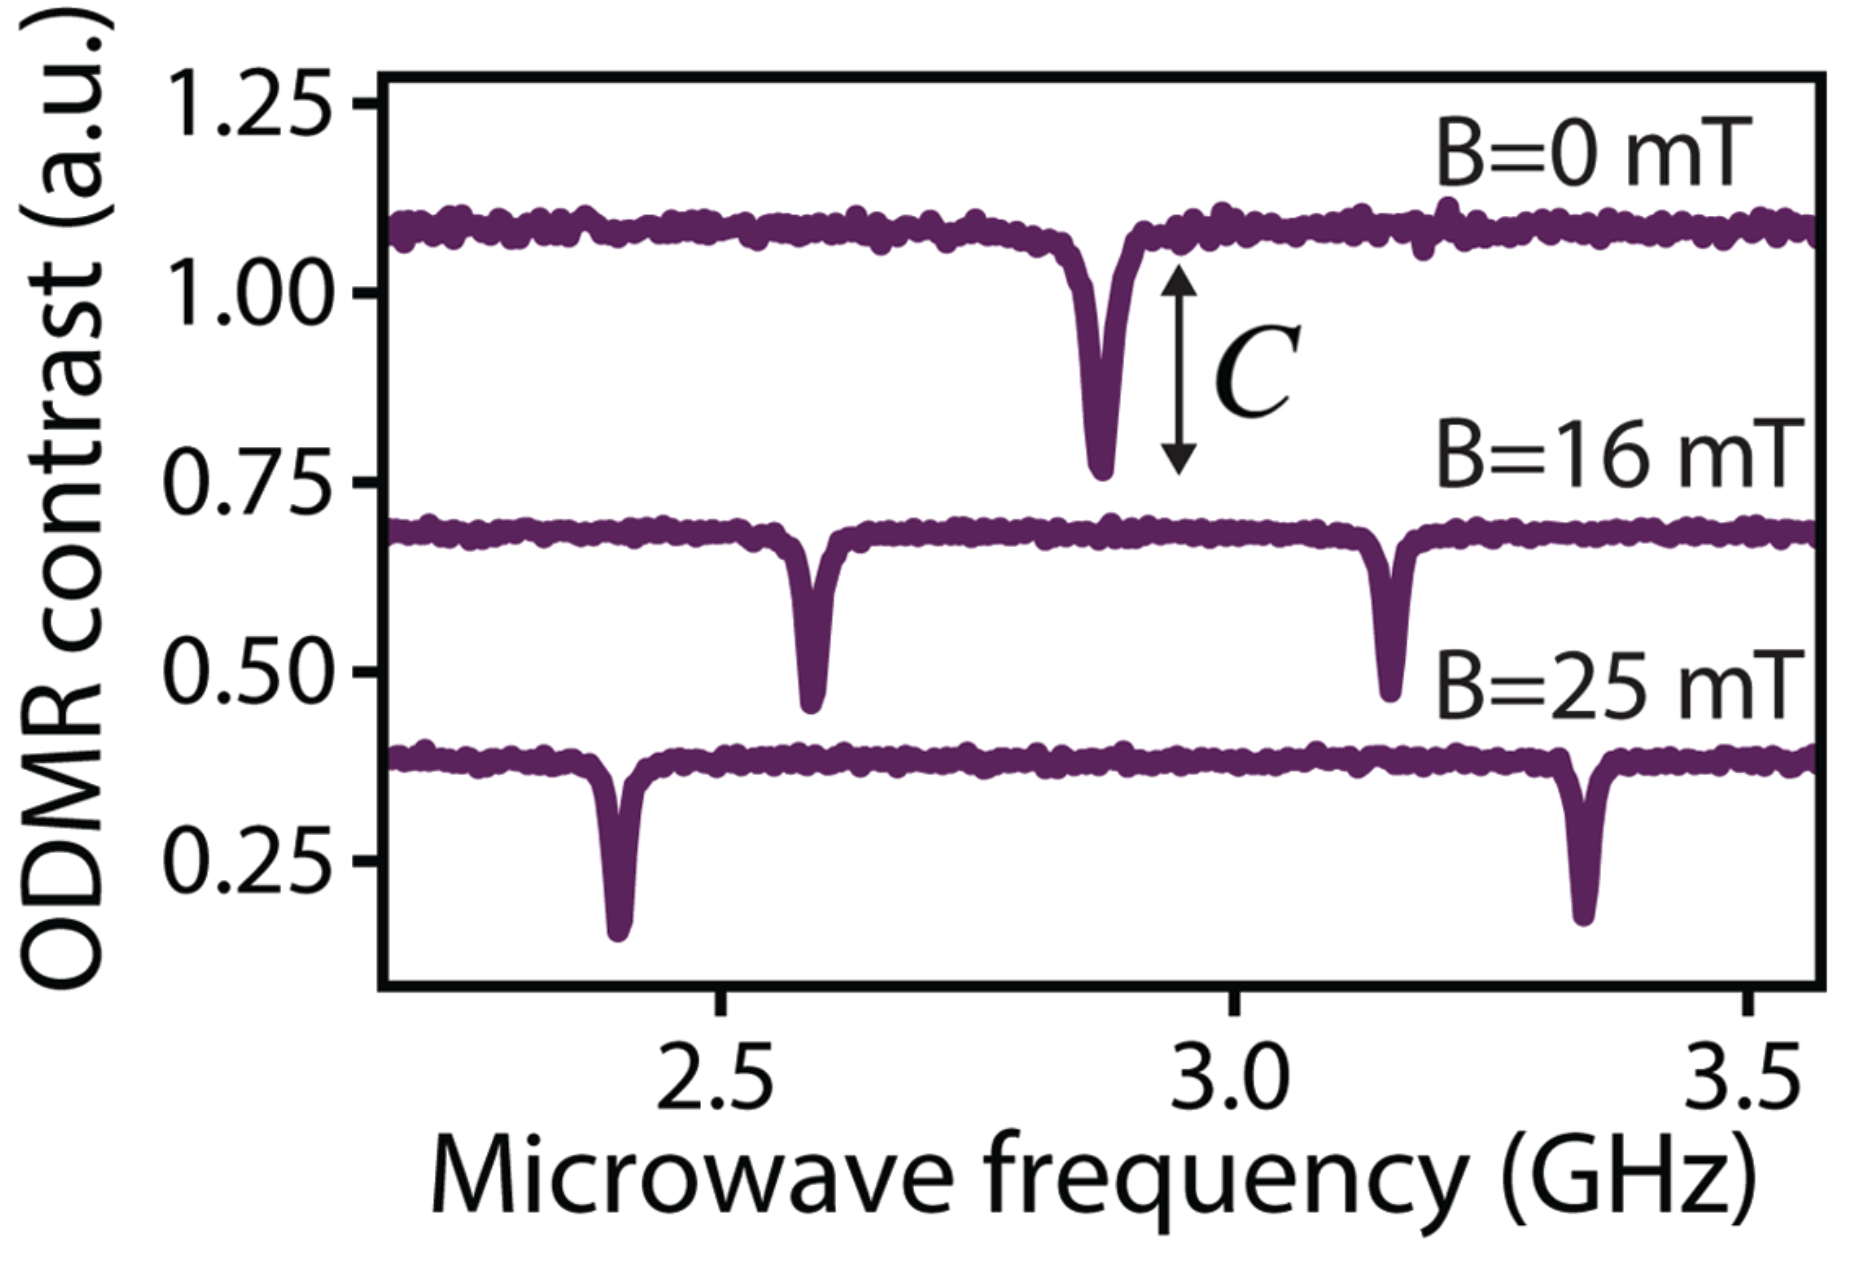 ODMR contrast (a.u.)
1.25
1.00
0.75
0.50
0.25
B=0 mT
C
B=16 mT
B=25 mT
2.5 3.0 3.5
Microwave frequency (GHz)